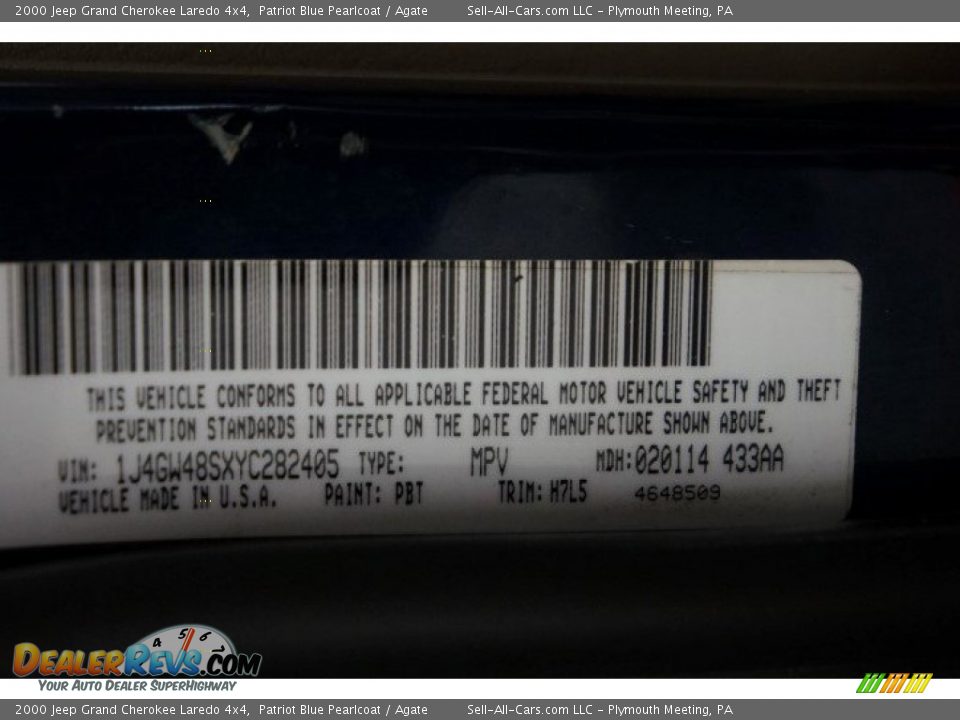 2000 Jeep Grand Cherokee Laredo 4x4, Patriot Blue Pearlcoat / Agate Sell-All-Cars.com LLC - Plymouth Meeting, PA
THIS VEHICLE CONFORMS TO ALL APPLICABLE FEDERAL MOTOR VEHICLE SAFETY AND THEFT
PREVENTION STANDARDS IN EFFECT ON THE DATE OF MANUFACTURE SHOWN ABOVE.
VIN: 1J4GW48SXYC282405 TYPE: MPV MDH:020114 433AA
VEHICLE MADE IN U.S.A. PAINT: PBT TRIM: H7L5 4648509
4 5 6
DEALERREVS.COM
YOUR AUTO DEALER SUPERHIGHWAY
2000 Jeep Grand Cherokee Laredo 4x4, Patriot Blue Pearlcoat / Agate Sell-All-Cars.com LLC - Plymouth Meeting, PA